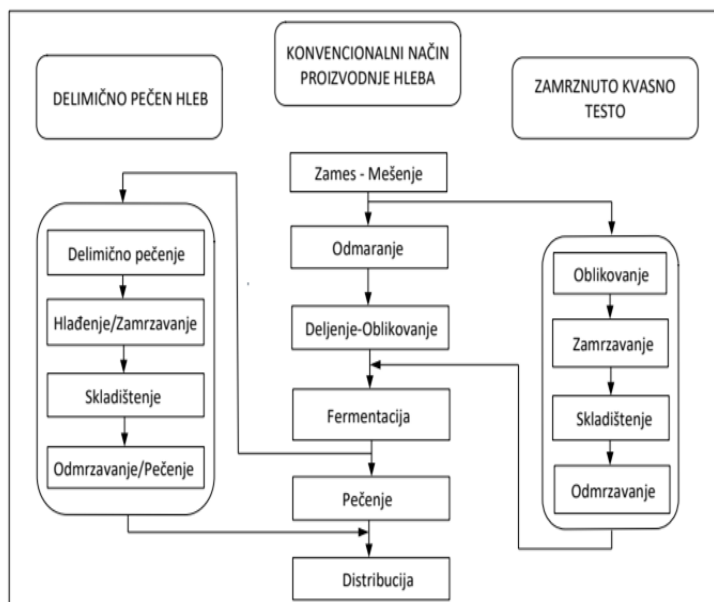 DELIMIČNO PEČEN HLEB
KONVENCIONALNI NAČIN
PROIZVODNJE HLEBA
ZAMRZNUTO KVASNO
TESTO
Delimično pečenje
Hlađenje/Zamrzavanje
Skladištenje
Odmrzavanje/Pečenje
Zames - Mešenje
Odmaranje
Deljenje-Oblikovanje
Fermentacija
Pečenje
Distribucija
Oblikovanje
Zamrzavanje
Skladištenje
Odmrzavanje